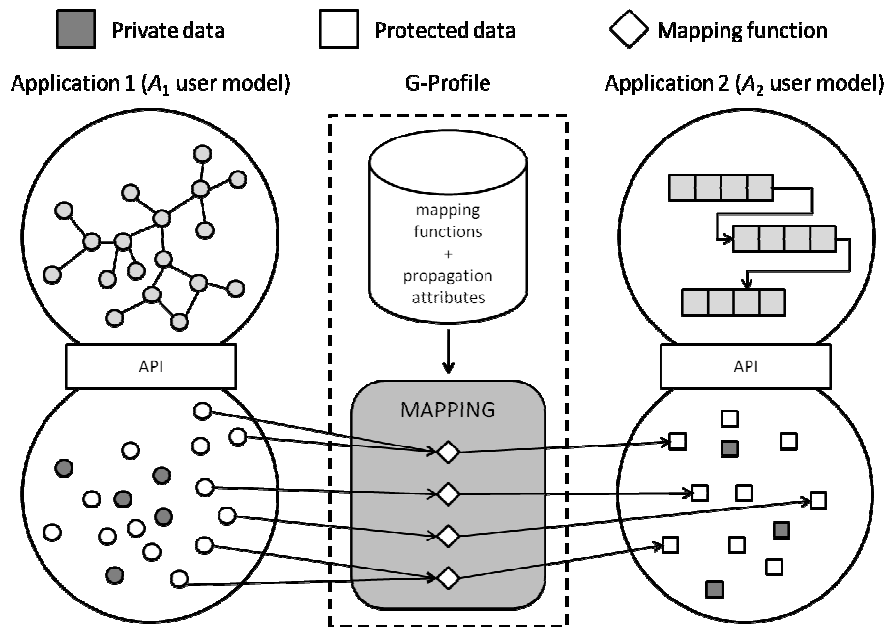 Private data
Protected data
Mapping function
Application 1 (A1 user model)
G-Profile
Application 2 (A2 user model)
mapping
functions
+
propagation
attributes
API
API
MAPPING